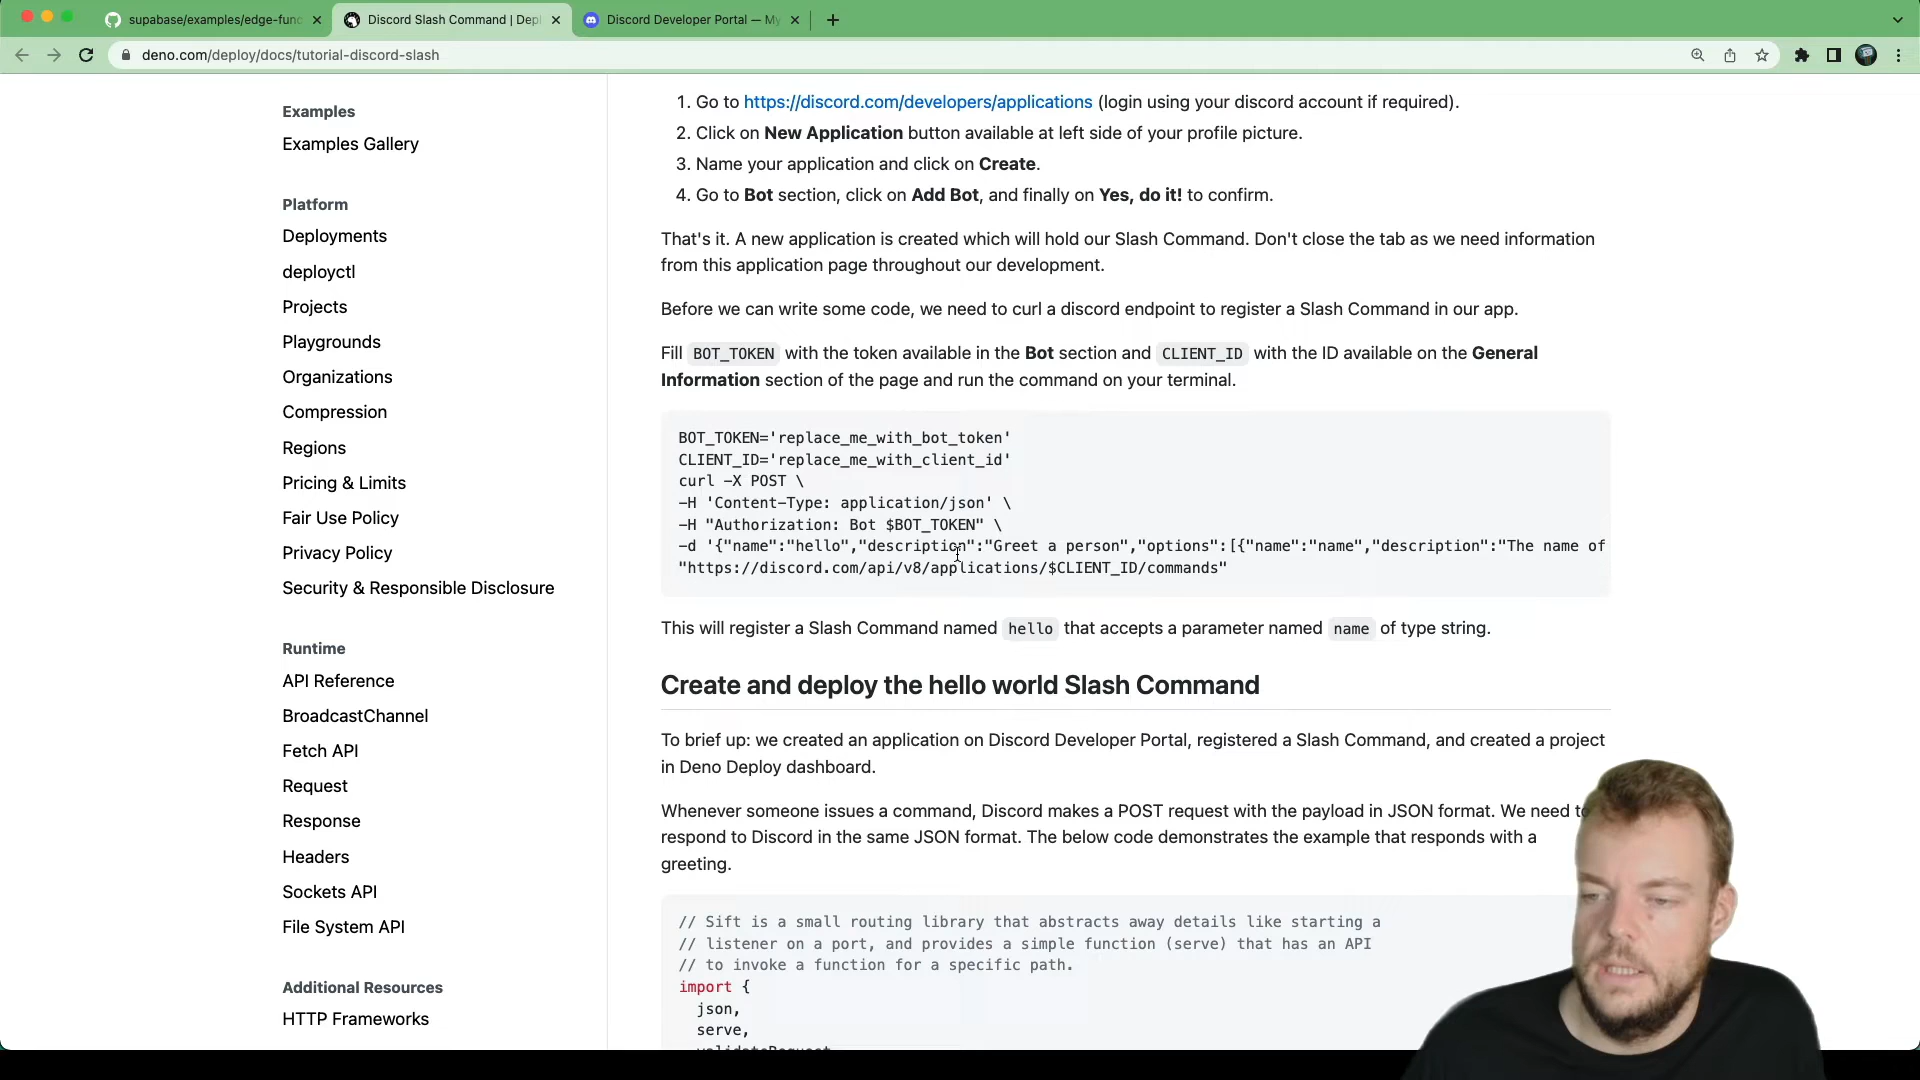 supabase/examples/edge-func
Discord Slash Command | Depl
Discord Developer Portal — My
deno.com/deploy/docs/tutorial-discord-slash
Examples
Examples Gallery
Platform
Deployments
deployctl
Projects
Playgrounds
Organizations
Compression
Regions
Pricing & Limits
Fair Use Policy
Privacy Policy
Security & Responsible Disclosure
Runtime
API Reference
BroadcastChannel
Fetch API
Request
Response
Headers
Sockets API
File System API
Additional Resources
HTTP Frameworks
1. Go to https://discord.com/developers/applications (login using your discord account if required).
2. Click on New Application button available at left side of your profile picture.
3. Name your application and click on Create.
4. Go to Bot section, click on Add Bot, and finally on Yes, do it! to confirm.
That's it. A new application is created which will hold our Slash Command. Don't close the tab as we need information
from this application page throughout our development.
Before we can write some code, we need to curl a discord endpoint to register a Slash Command in our app.
Fill BOT_TOKEN with the token available in the Bot section and CLIENT_ID with the ID available on the General
Information section of the page and run the command on your terminal.
BOT_TOKEN='replace_me_with_bot_token'
CLIENT_ID='replace_me_with_client_id'
curl -X POST \
-H 'Content-Type: application/json' \
-H "Authorization: Bot $BOT_TOKEN" \
-d '{"name":"hello","description":"Greet a person","options":[{"name":"name","description":"The name of
"https://discord.com/api/v8/applications/$CLIENT_ID/commands"
This will register a Slash Command named hello that accepts a parameter named name of type string.
Create and deploy the hello world Slash Command
To brief up: we created an application on Discord Developer Portal, registered a Slash Command, and created a project
in Deno Deploy dashboard.
Whenever someone issues a command, Discord makes a POST request with the payload in JSON format. We need to
respond to Discord in the same JSON format. The below code demonstrates the example that responds with a
greeting.
// Sift is a small routing library that abstracts away details like starting a
// listener on a port, and provides a simple function (serve) that has an API
// to invoke a function for a specific path.
import {
json,
serve,
validateRequest